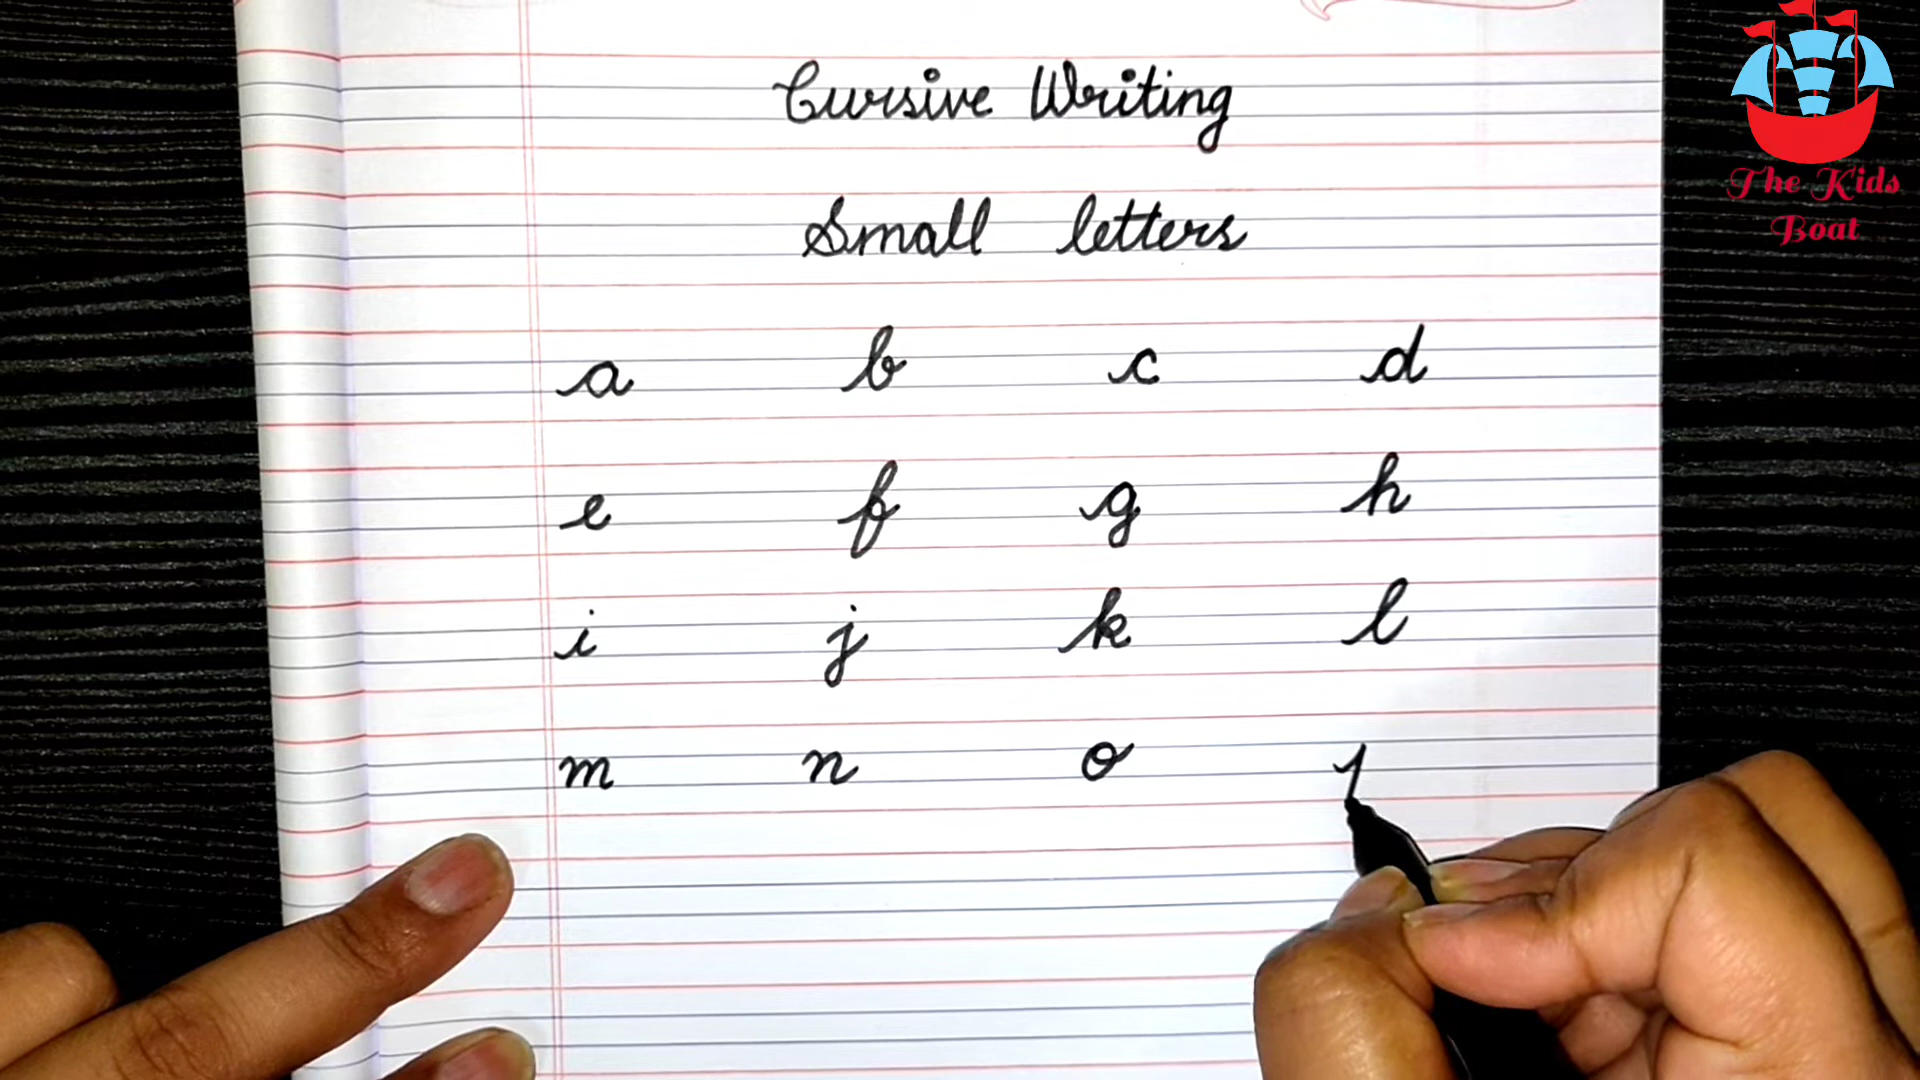 Cursive Writing
The Kids
Boat
Small letters
a b c d
e f g h
i j k l
m n o